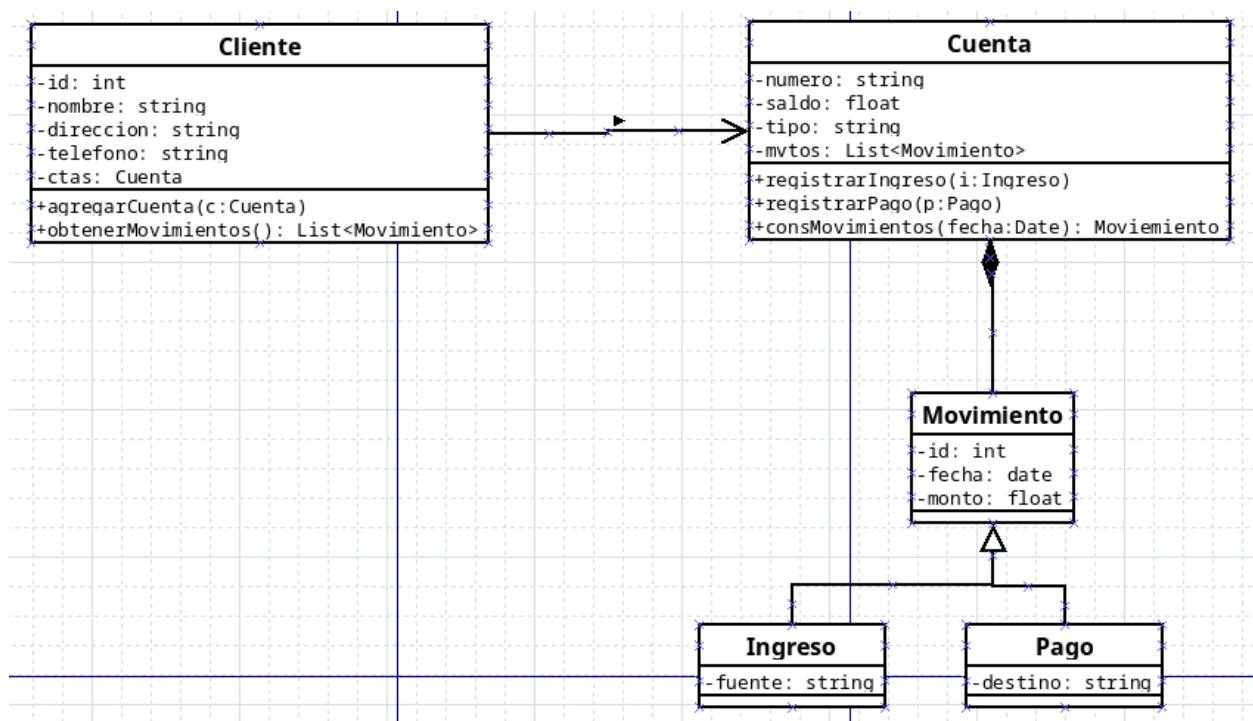 Cliente
-id: int
-nombre: string
-direccion: string
-telefono: string
-ctas: Cuenta
+agregarCuenta(c:Cuenta)
+obtenerMovimientos(): List<Movimiento>
Cuenta
-numero: string
-saldo: float
-tipo: string
-mvtos: List<Movimiento>
+registrarIngreso(i:Ingreso)
+registrarPago(p:Pago)
+consMovimientos(fecha:Date): Moviemiento
Movimiento
-id: int
-fecha: date
-monto: float
Ingreso
-fuente: string
Pago
-destino: string